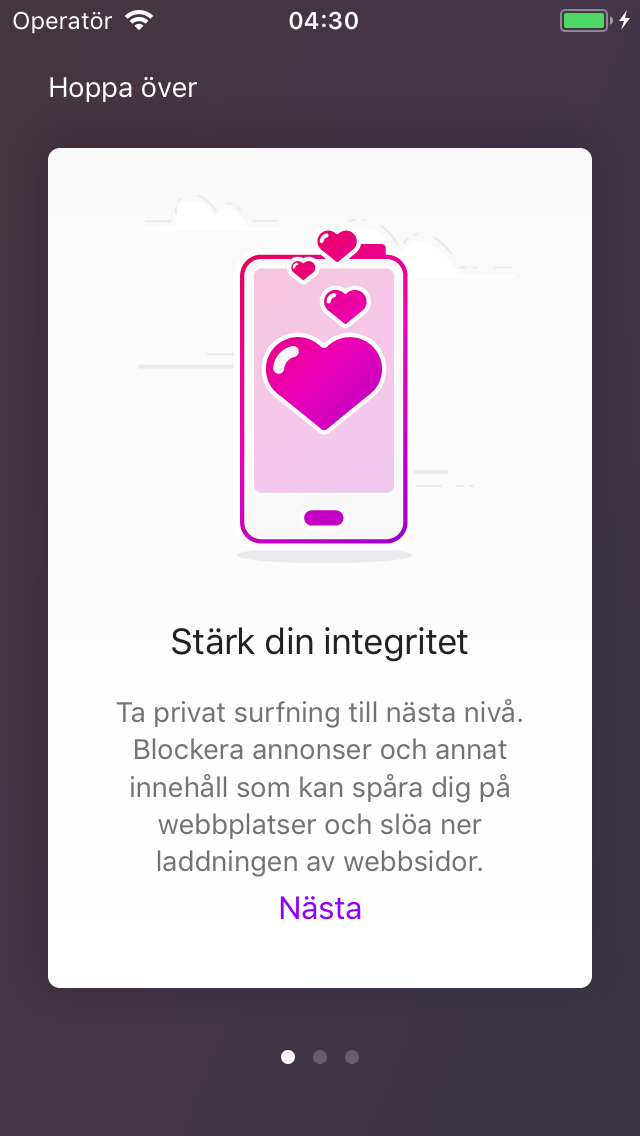 Operatör 04:30
Hoppa över
Stärk din integritet
Ta privat surfning till nästa nivå.
Blockera annonser och annat
innehåll som kan spåra dig på
webbplatser och slöa ner
laddningen av webbsidor.
Nästa